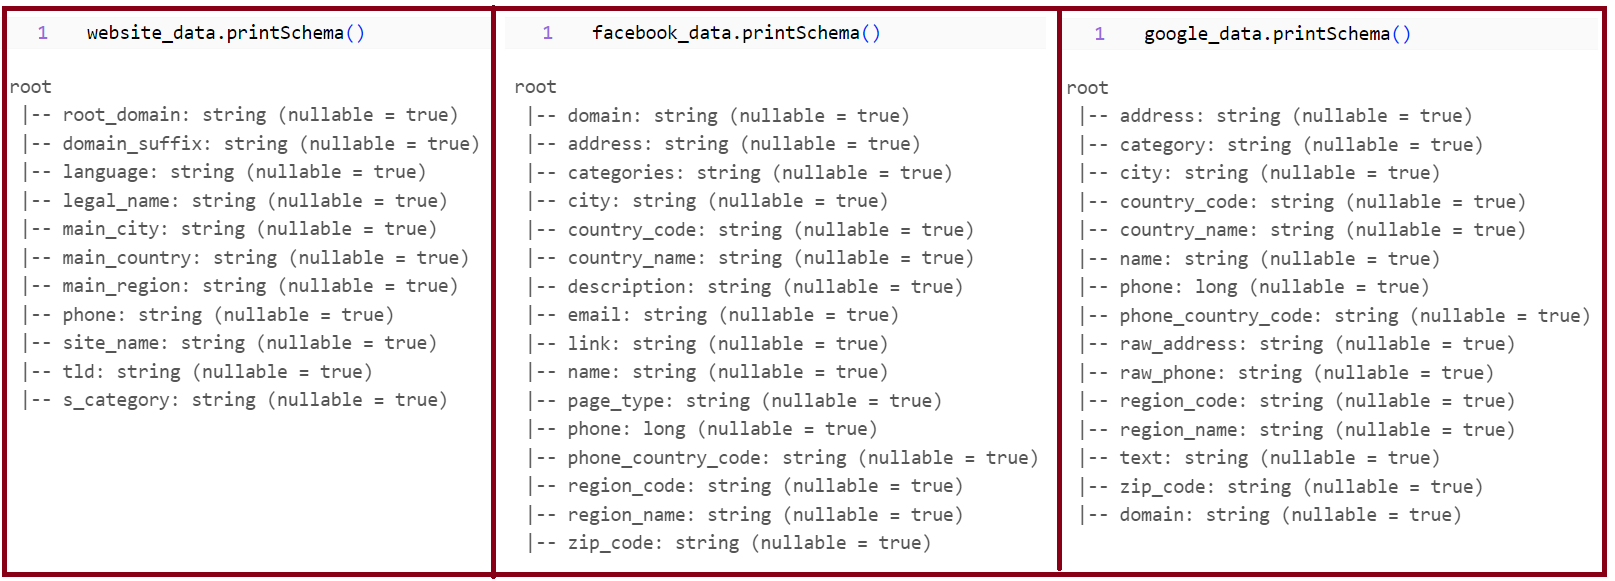 1 website_data.printSchema()
root
|-- root_domain: string (nullable = true)
|-- domain_suffix: string (nullable = true)
|-- language: string (nullable = true)
|-- legal_name: string (nullable = true)
|-- main_city: string (nullable = true)
|-- main_country: string (nullable = true)
|-- main_region: string (nullable = true)
|-- phone: string (nullable = true)
|-- site_name: string (nullable = true)
|-- tld: string (nullable = true)
|-- s_category: string (nullable = true)
1 facebook_data.printSchema()
root
|-- domain: string (nullable = true)
|-- address: string (nullable = true)
|-- categories: string (nullable = true)
|-- city: string (nullable = true)
|-- country_code: string (nullable = true)
|-- country_name: string (nullable = true)
|-- description: string (nullable = true)
|-- email: string (nullable = true)
|-- link: string (nullable = true)
|-- name: string (nullable = true)
|-- page_type: string (nullable = true)
|-- phone: long (nullable = true)
|-- phone_country_code: string (nullable = true)
|-- region_code: string (nullable = true)
|-- region_name: string (nullable = true)
|-- zip_code: string (nullable = true)
1 google_data.printSchema()
root
|-- address: string (nullable = true)
|-- category: string (nullable = true)
|-- city: string (nullable = true)
|-- country_code: string (nullable = true)
|-- country_name: string (nullable = true)
|-- name: string (nullable = true)
|-- phone: long (nullable = true)
|-- phone_country_code: string (nullable = true)
|-- raw_address: string (nullable = true)
|-- raw_phone: string (nullable = true)
|-- region_code: string (nullable = true)
|-- region_name: string (nullable = true)
|-- text: string (nullable = true)
|-- zip_code: string (nullable = true)
|-- domain: string (nullable = true)